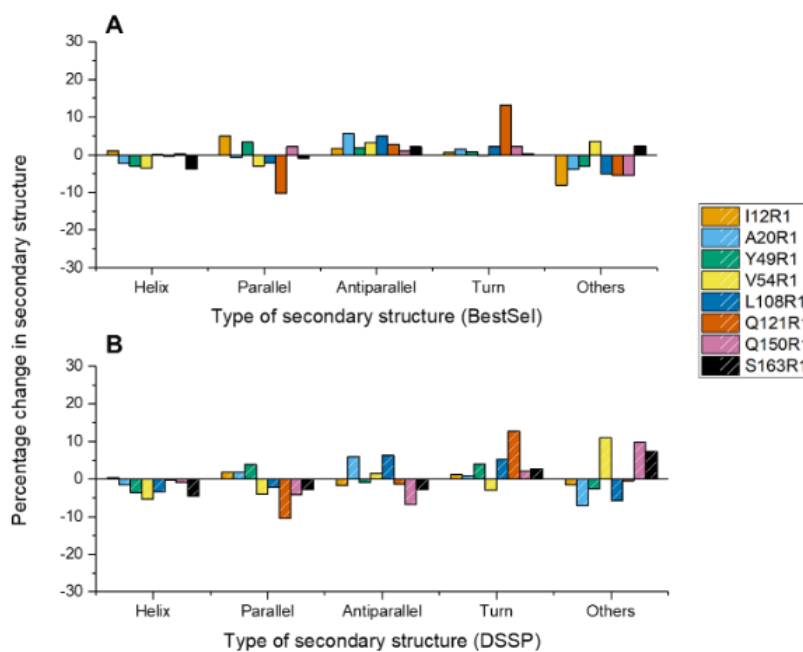 A
30
20
10
0
-10
-20
-30
Helix Parallel Antiparallel Turn Others
Type of secondary structure (BestSel)
Percentage change in secondary structure
I12R1
A20R1
Y49R1
V54R1
L108R1
Q121R1
Q150R1
S163R1
B
30
20
10
0
-10
-20
-30
Helix Parallel Antiparallel Turn Others
Type of secondary structure (DSSP)